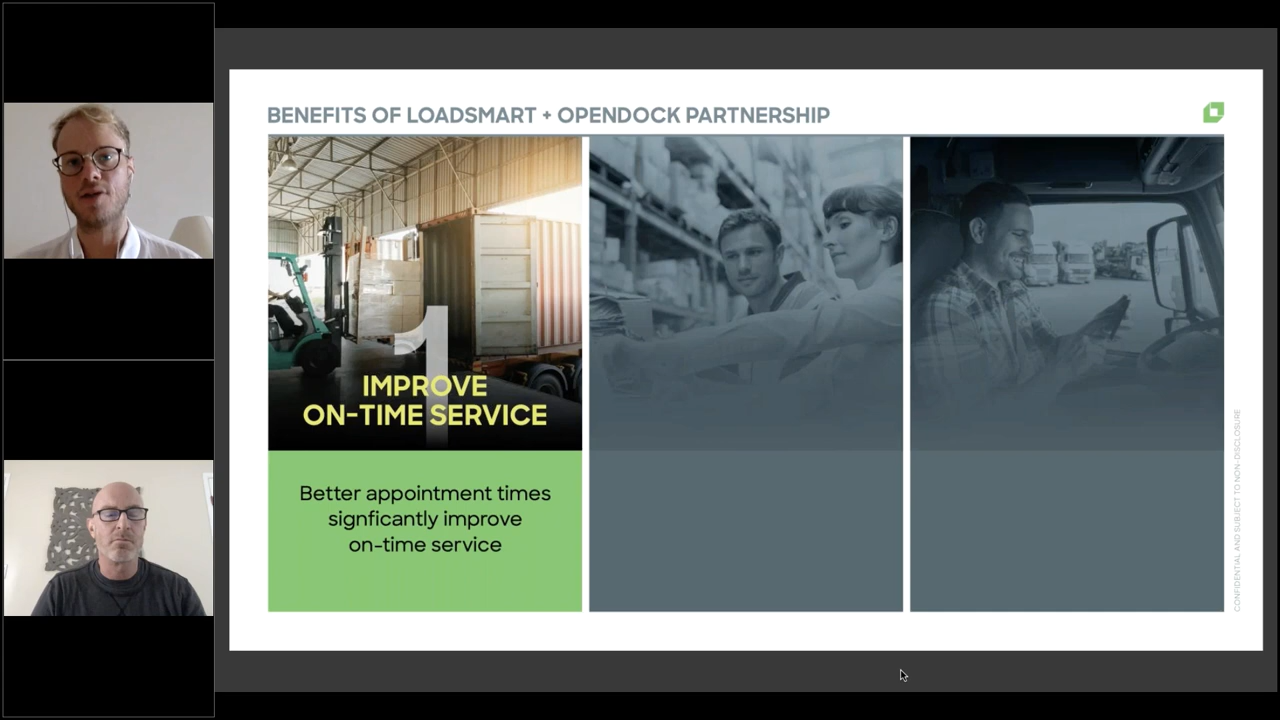 BENEFITS OF LOADSMART + OPENDOCK PARTNERSHIP
1
IMPROVE
ON-TIME SERVICE
Better appointment times
signficantly improve
on-time service
CONFIDENTIAL AND SUBJECT TO NON-DISCLOSURE